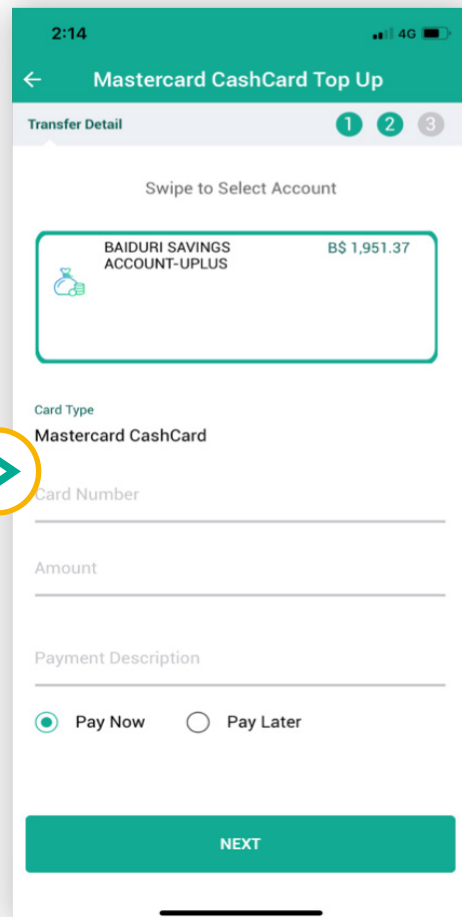 2:14 4G
Mastercard CashCard Top Up
Transfer Detail 1 2 3
Swipe to Select Account
BAIDURI SAVINGS B$ 1,951.37
ACCOUNT-UPLUS
Card Type
Mastercard CashCard
Card Number
Amount
Payment Description
Pay Now Pay Later
NEXT